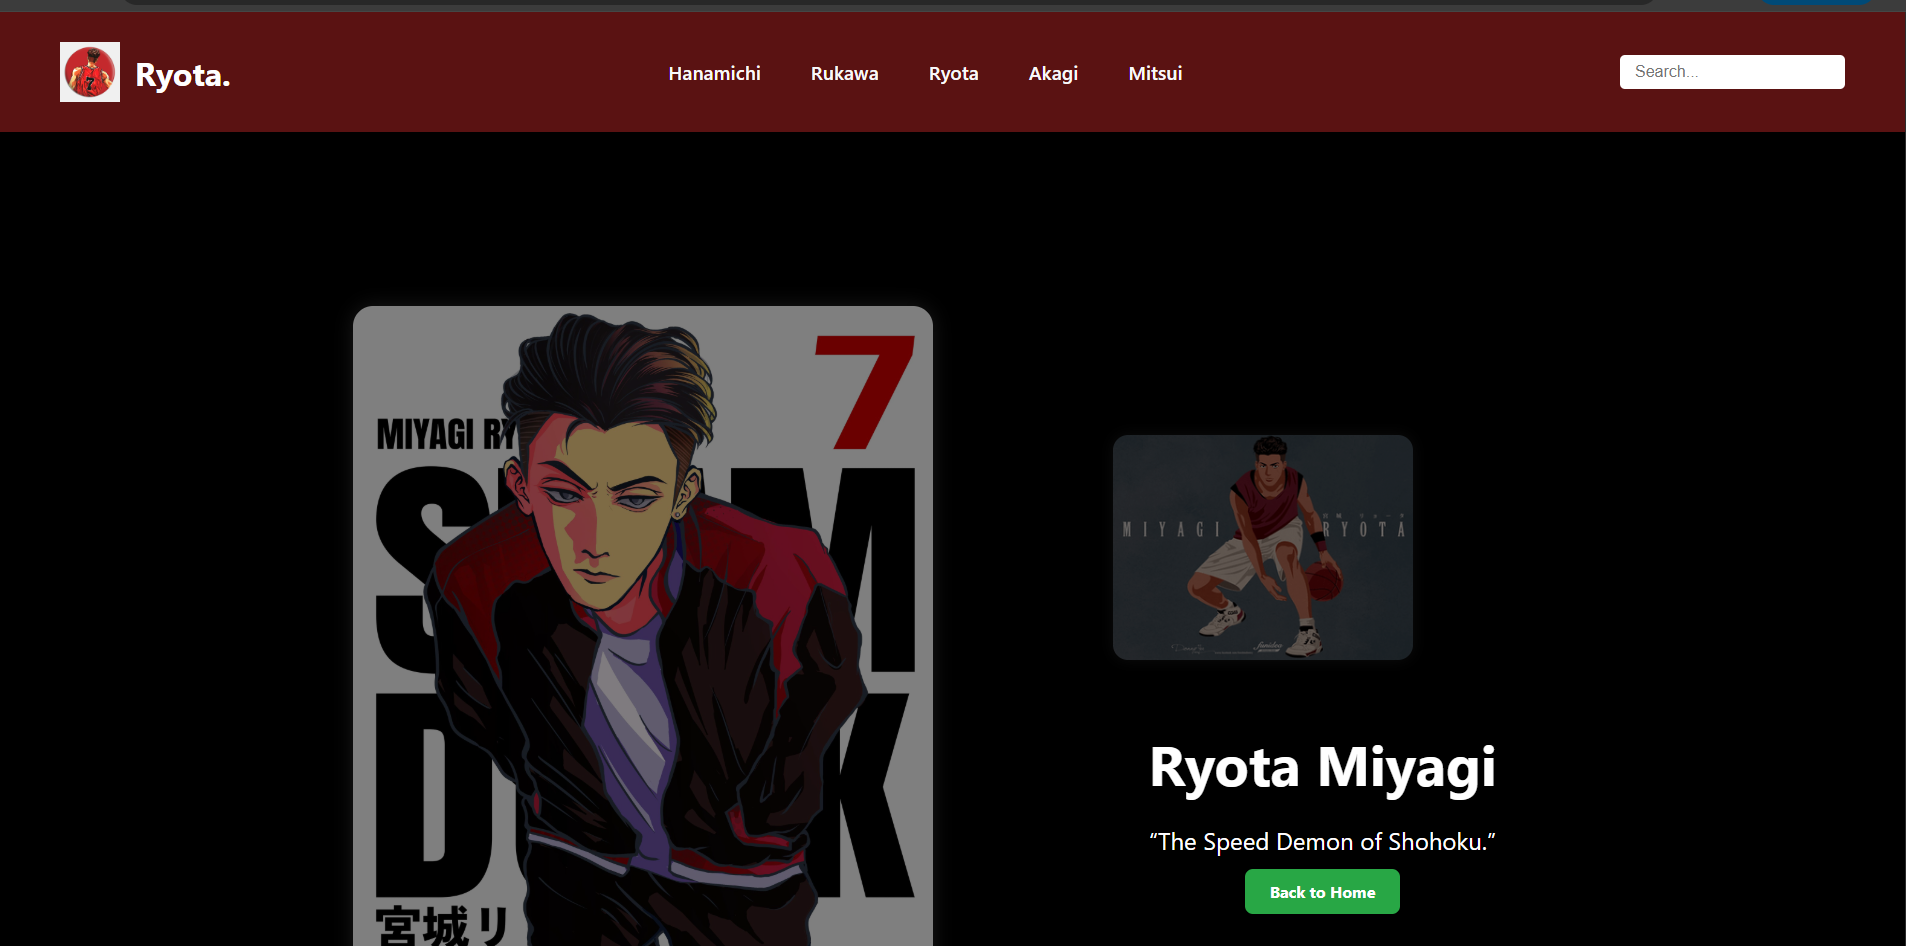 Ryota.
Hanamichi Rukawa Ryota Akagi Mitsui
Search...
7
MIYAGI RY
S AM
D K
宮城リ
MIYAGI RYOTA
Ryota Miyagi
“The Speed Demon of Shohoku.”
Back to Home